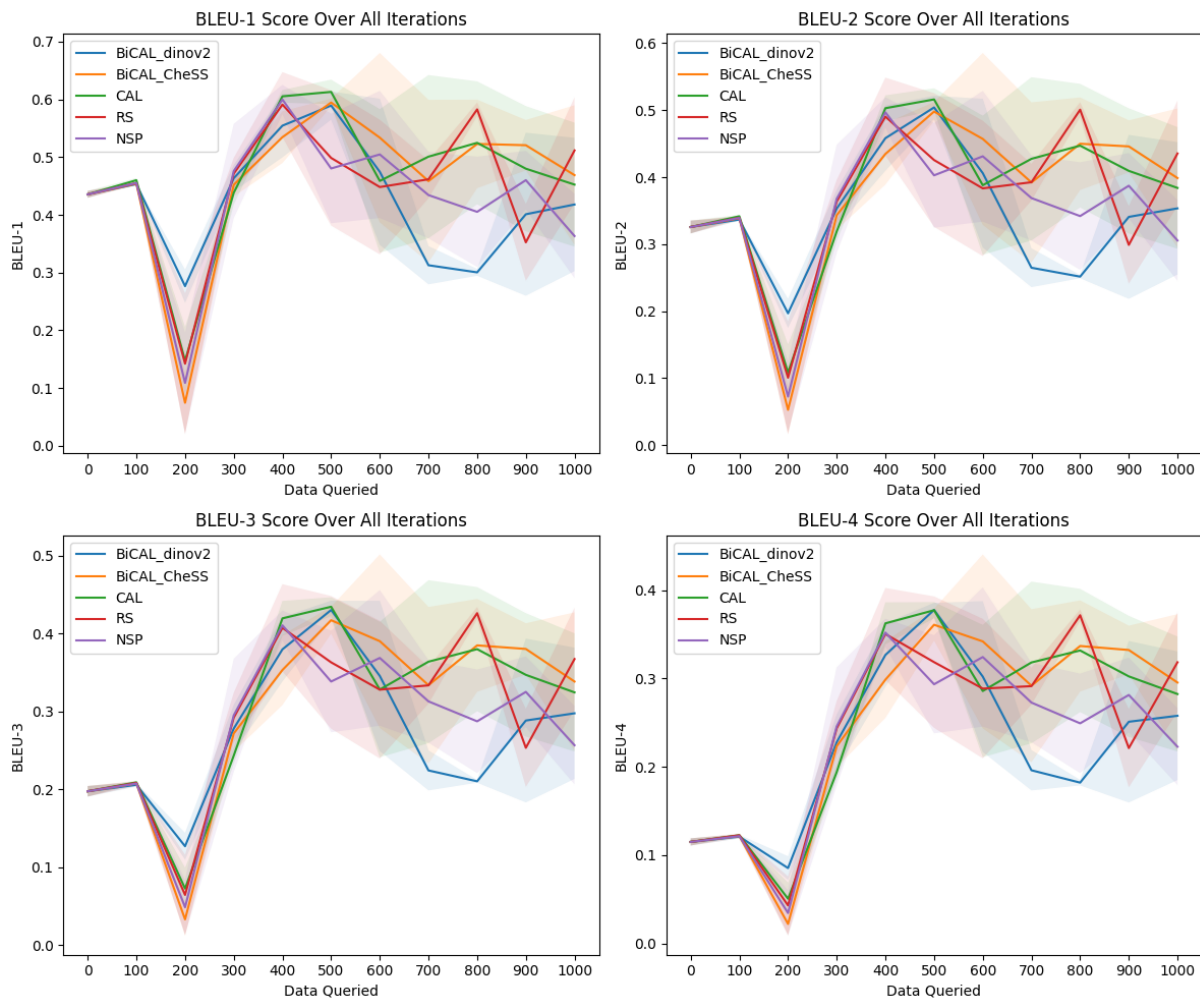 BLEU-1 Score Over All Iterations
BiCAL_dinov2
BiCAL_CheSS
CAL
RS
NSP
BLEU-1
0.7
0.6
0.5
0.4
0.3
0.2
0.1
0.0
0 100 200 300 400 500 600 700 800 900 1000
Data Queried
BLEU-2 Score Over All Iterations
BiCAL_dinov2
BiCAL_CheSS
CAL
RS
NSP
BLEU-2
0.6
0.5
0.4
0.3
0.2
0.1
0.0
0 100 200 300 400 500 600 700 800 900 1000
Data Queried
BLEU-3 Score Over All Iterations
BiCAL_dinov2
BiCAL_CheSS
CAL
RS
NSP
BLEU-3
0.5
0.4
0.3
0.2
0.1
0.0
0 100 200 300 400 500 600 700 800 900 1000
Data Queried
BLEU-4 Score Over All Iterations
BiCAL_dinov2
BiCAL_CheSS
CAL
RS
NSP
BLEU-4
0.4
0.3
0.2
0.1
0.0
0 100 200 300 400 500 600 700 800 900 1000
Data Queried